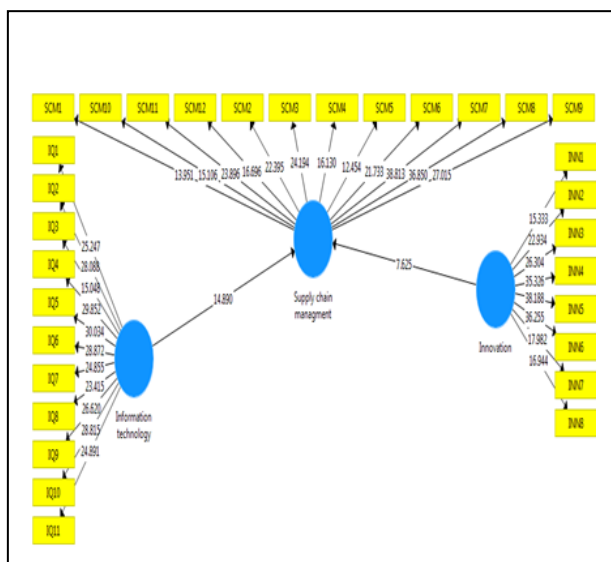 SCM1 SCM10 SCM11 SCM12 SCM2 SCM3 SCM4 SCM5 SCM6 SCM7 SCM8 SCM9
13.951 15.106 23.896 16.696 22.395 24.194 16.130 12.454 21.733 38.813 36.850 27.015
IQ1
IQ2
IQ3
IQ4
IQ5
IQ6
IQ7
IQ8
IQ9
IQ10
IQ11
25.247
28.088
15.048
29.852
30.034
28.872
24.855
23.415
26.620
28.815
24.891
Information
technology
14.890
Supply chain
managment
7.625
Innovation
15.333
22.934
26.304
35.326
38.188
36.255
17.982
16.944
INN1
INN2
INN3
INN4
INN5
INN6
INN7
INN8